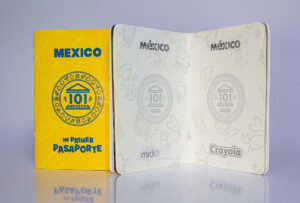 MEXICO
101
MI PRIMER
PASAPORTE
MÉXICO
101
mido
MÉXICO
101
Crayola